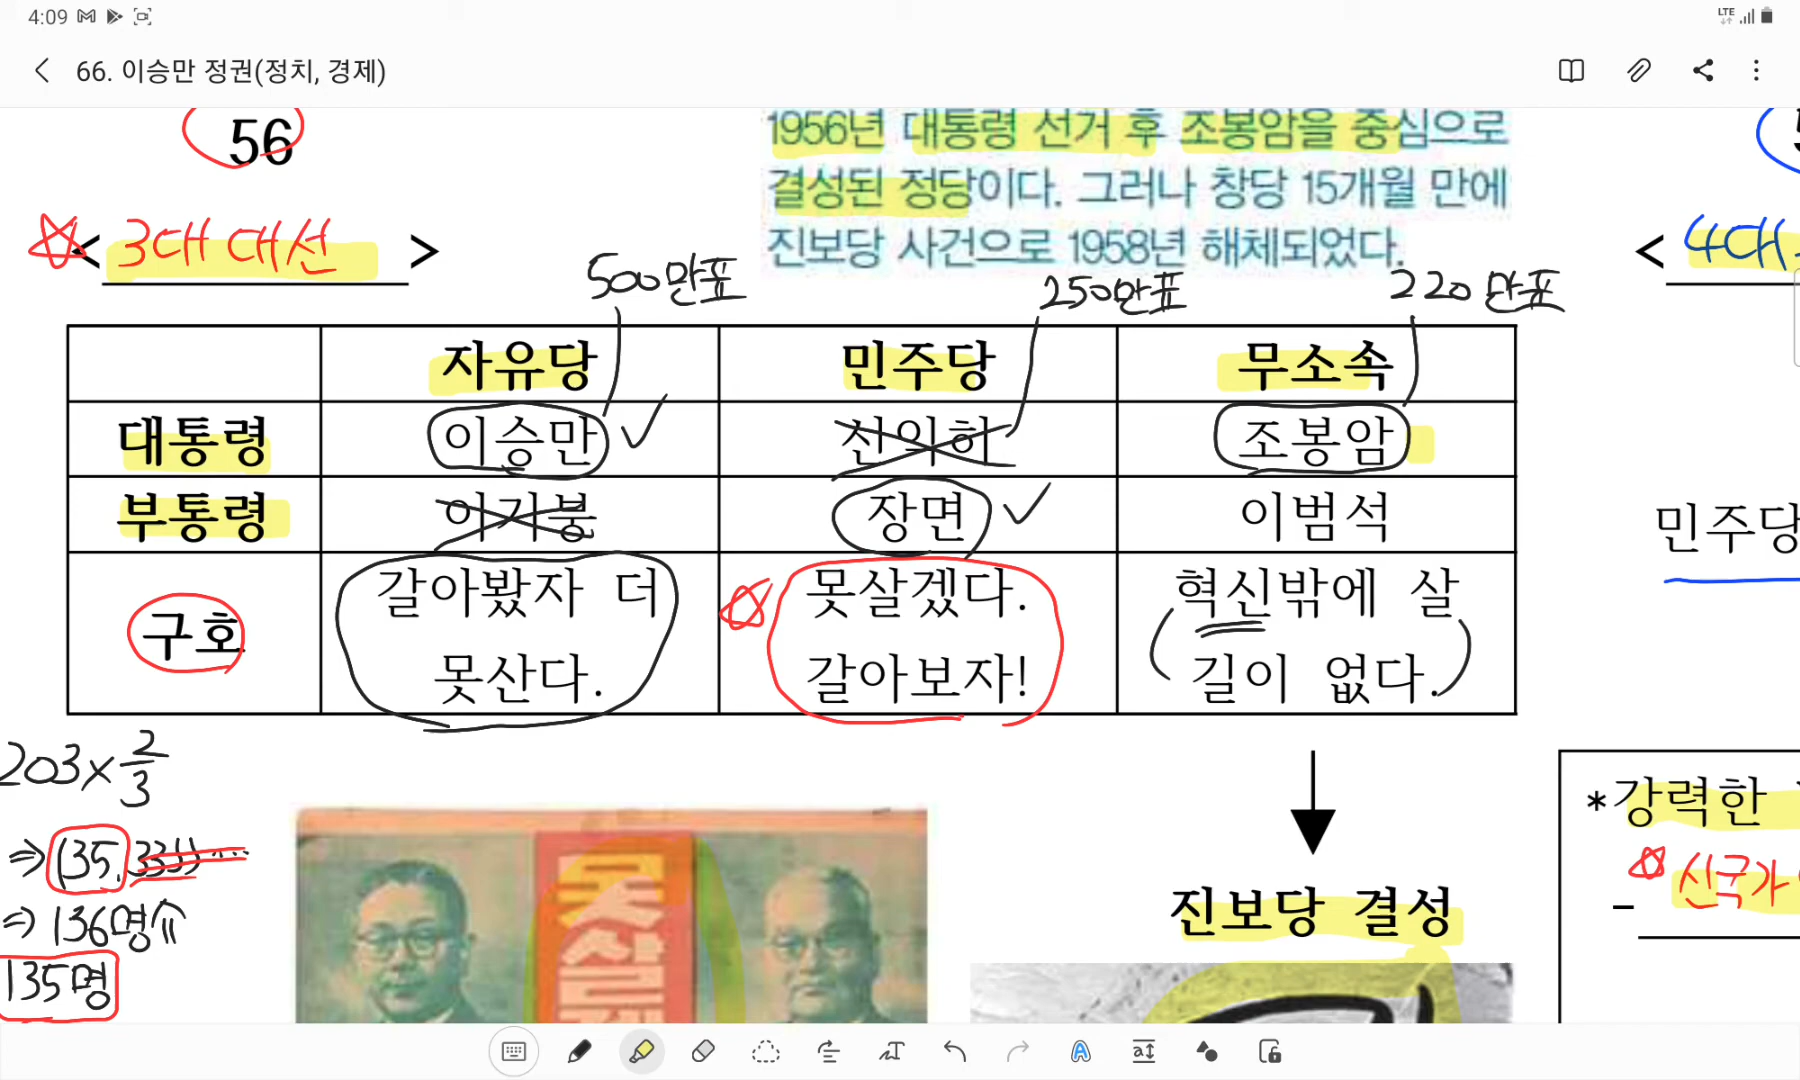 4:09
LTE
66. 이승만 정권(정치, 경제)
56
1956년 대통령 선거 후 조봉암을 중심으로
결성된 정당이다. 그러나 창당 15개월 만에
진보당 사건으로 1958년 해체되었다.
< 3대 대선 >
< 4대
500만표
250만표
220만표
자유당 민주당 무소속
대통령 이승만 신익희 조봉암
부통령 이기붕 장면 이범석
구호
갈아봤자 더
못산다.
못살겠다.
갈아보자!
혁신밖에 살
길이 없다.
민주당
203×2/3
⇒ 135.333...
⇒ 136명
135명
못살겠
진보당 결성
*강력한
- 신국가